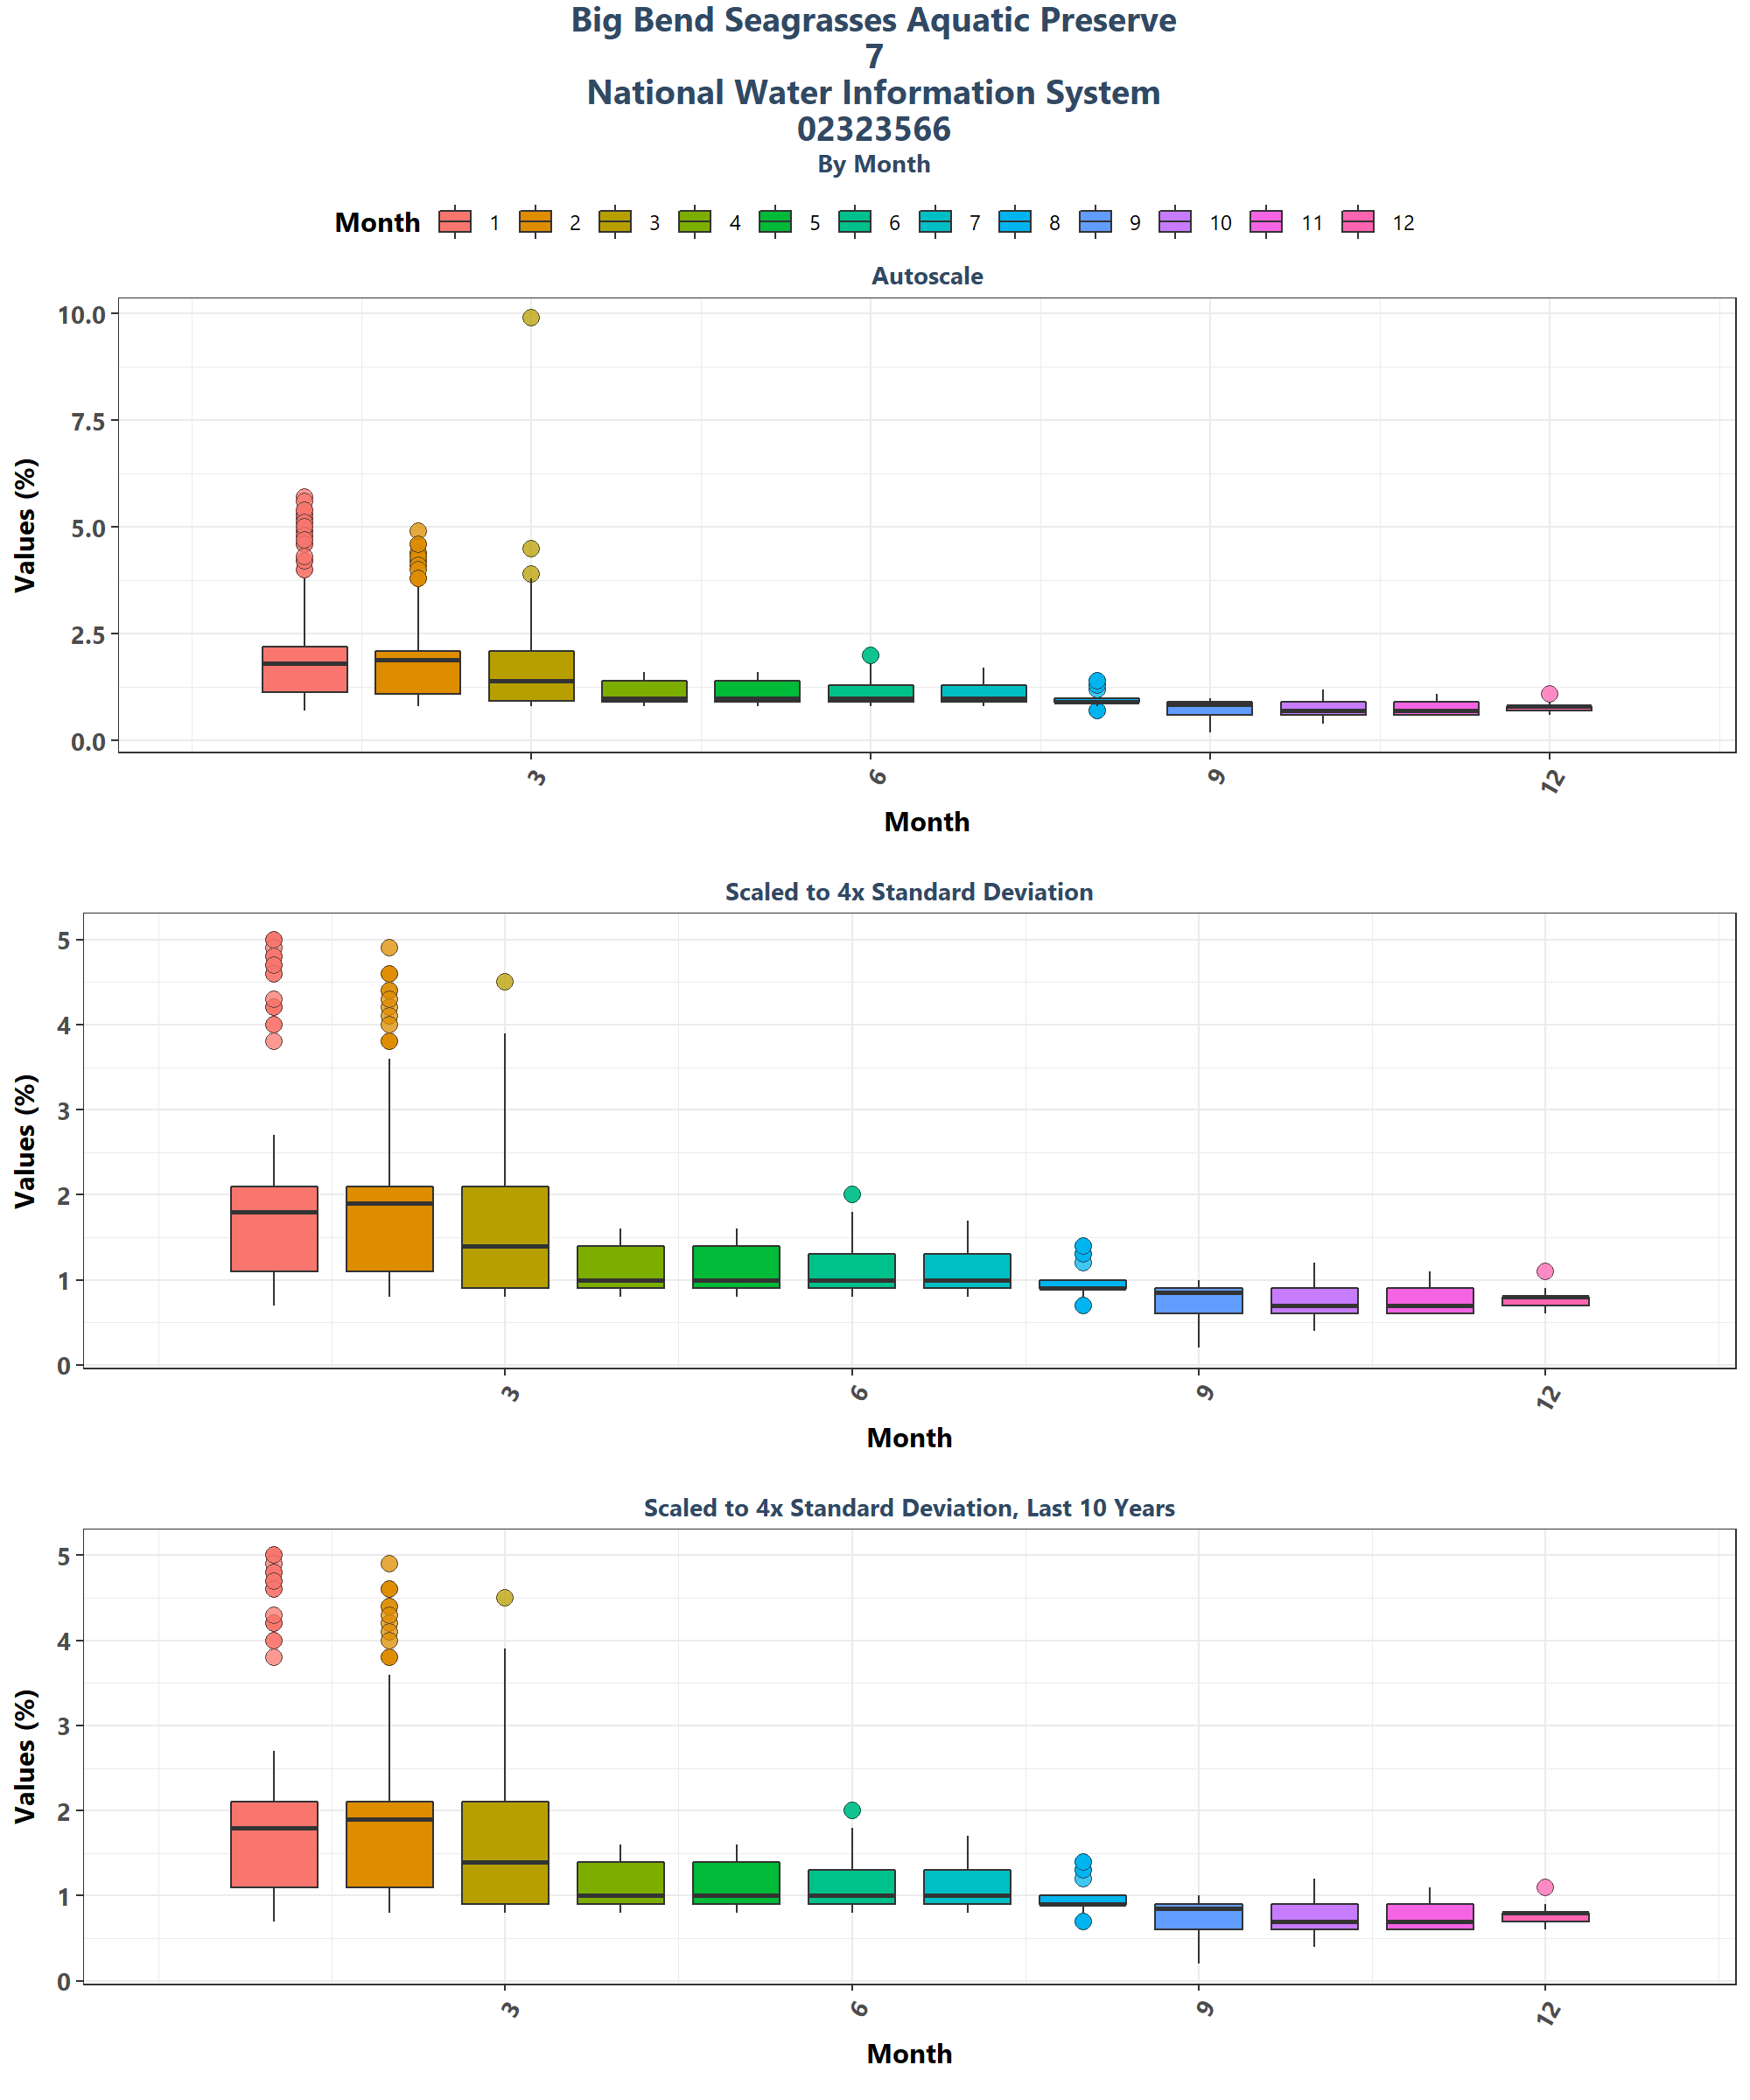 Big Bend Seagrasses Aquatic Preserve
7
National Water Information System
02323566
By Month
Month 1 2 3 4 5 6 7 8 9 10 11 12
Autoscale
Values (%)
10.0
7.5
5.0
2.5
0.0
3 6 9 12
Month
Scaled to 4x Standard Deviation
Values (%)
5
4
3
2
1
0
3 6 9 12
Month
Scaled to 4x Standard Deviation, Last 10 Years
Values (%)
5
4
3
2
1
0
3 6 9 12
Month